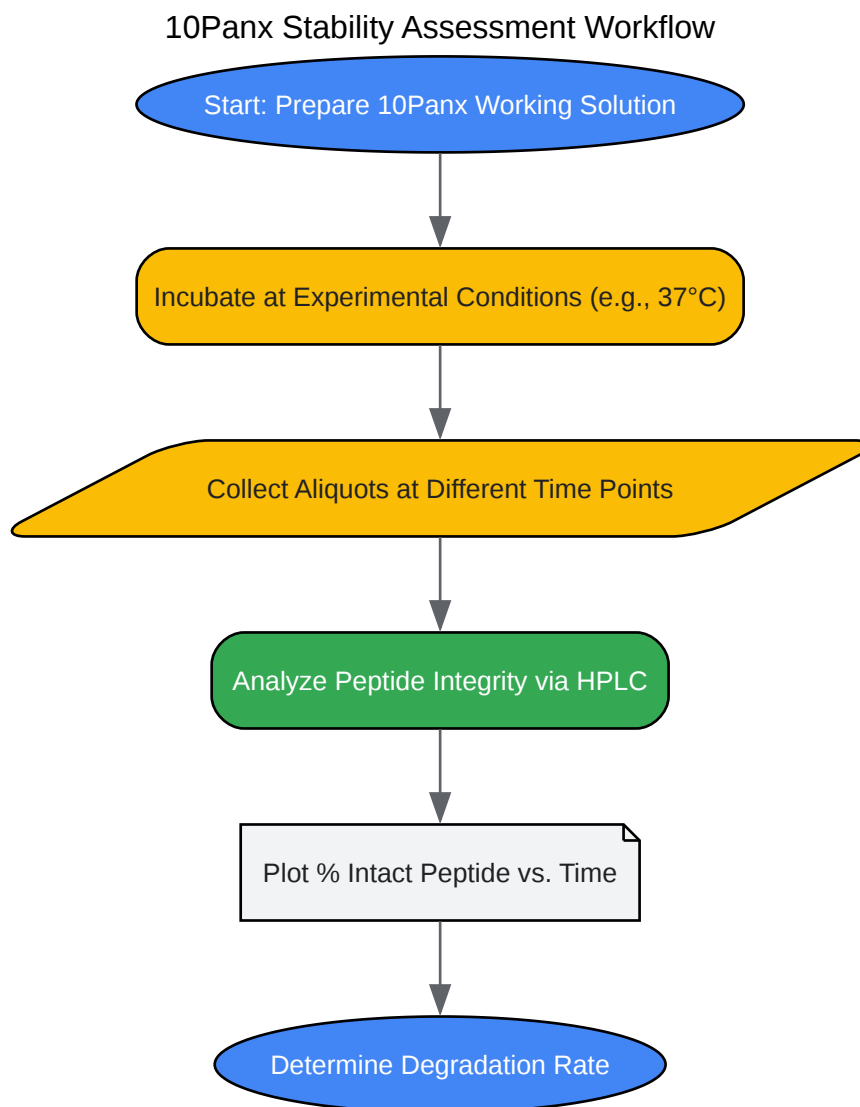 10Panx Stability Assessment Workflow
Start: Prepare 10Panx Working Solution
Incubate at Experimental Conditions (e.g., 37°C)
Collect Aliquots at Different Time Points
Analyze Peptide Integrity via HPLC
Plot % Intact Peptide vs. Time
Determine Degradation Rate